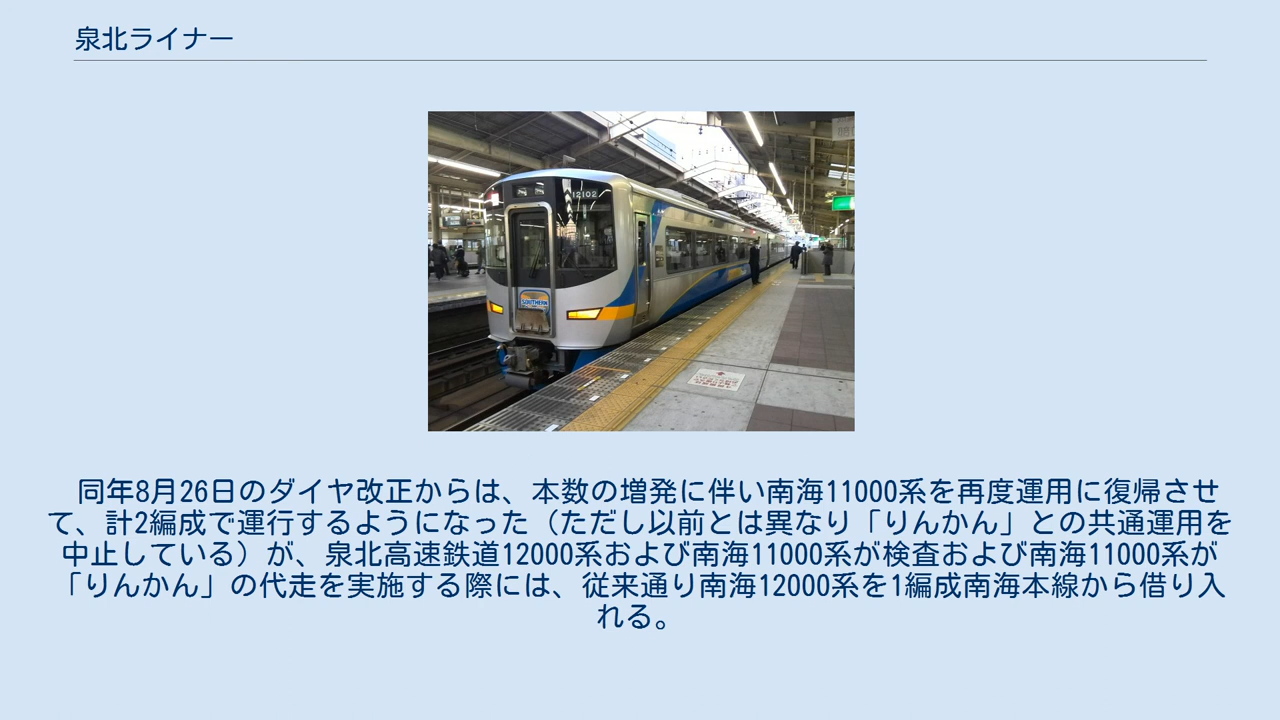 泉北ライナー
12102
SOUTHERN
同年8月26日のダイヤ改正からは、本数の増発に伴い南海11000系を再度運用に復帰させ
て、計2編成で運行するようになった（ただし以前とは異なり「りんかん」との共通運用を
中止している）が、泉北高速鉄道12000系および南海11000系が検査および南海11000系が
「りんかん」の代走を実施する際には、従来通り南海12000系を1編成南海本線から借り入
れる。